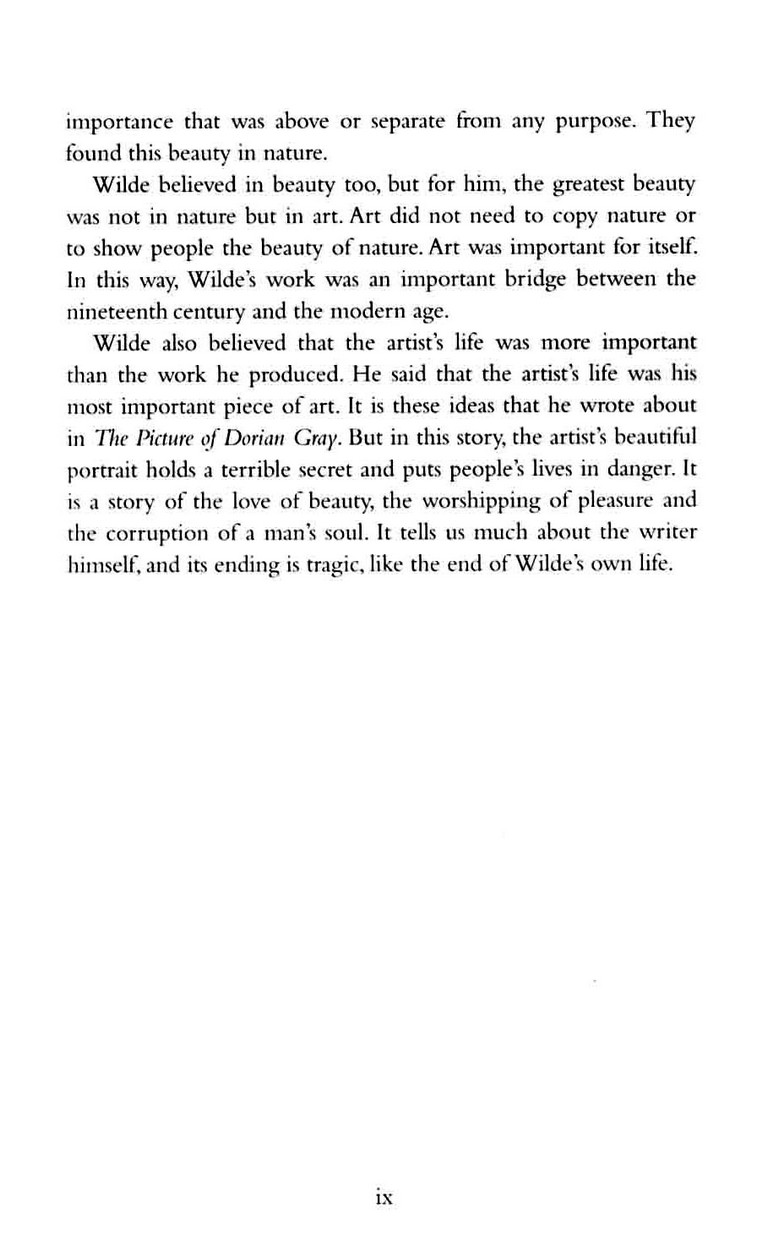 importance that was above or separate from any purpose. They
found this beauty in nature.
Wilde believed in beauty too, but for him, the greatest beauty
was not in nature but in art. Art did not need to copy nature or
to show people the beauty of nature. Art was important for itself.
In this way, Wilde's work was an important bridge between the
nineteenth century and the modern age.
Wilde also believed that the artist's life was more important
than the work he produced. He said that the artist's life was his
most important piece of art. It is these ideas that he wrote about
in The Picture of Dorian Gray. But in this story, the artist's beautiful
portrait holds a terrible secret and puts people's lives in danger. It
is a story of the love of beauty, the worshipping of pleasure and
the corruption of a man's soul. It tells us much about the writer
himself, and its ending is tragic, like the end of Wilde's own life.
ix